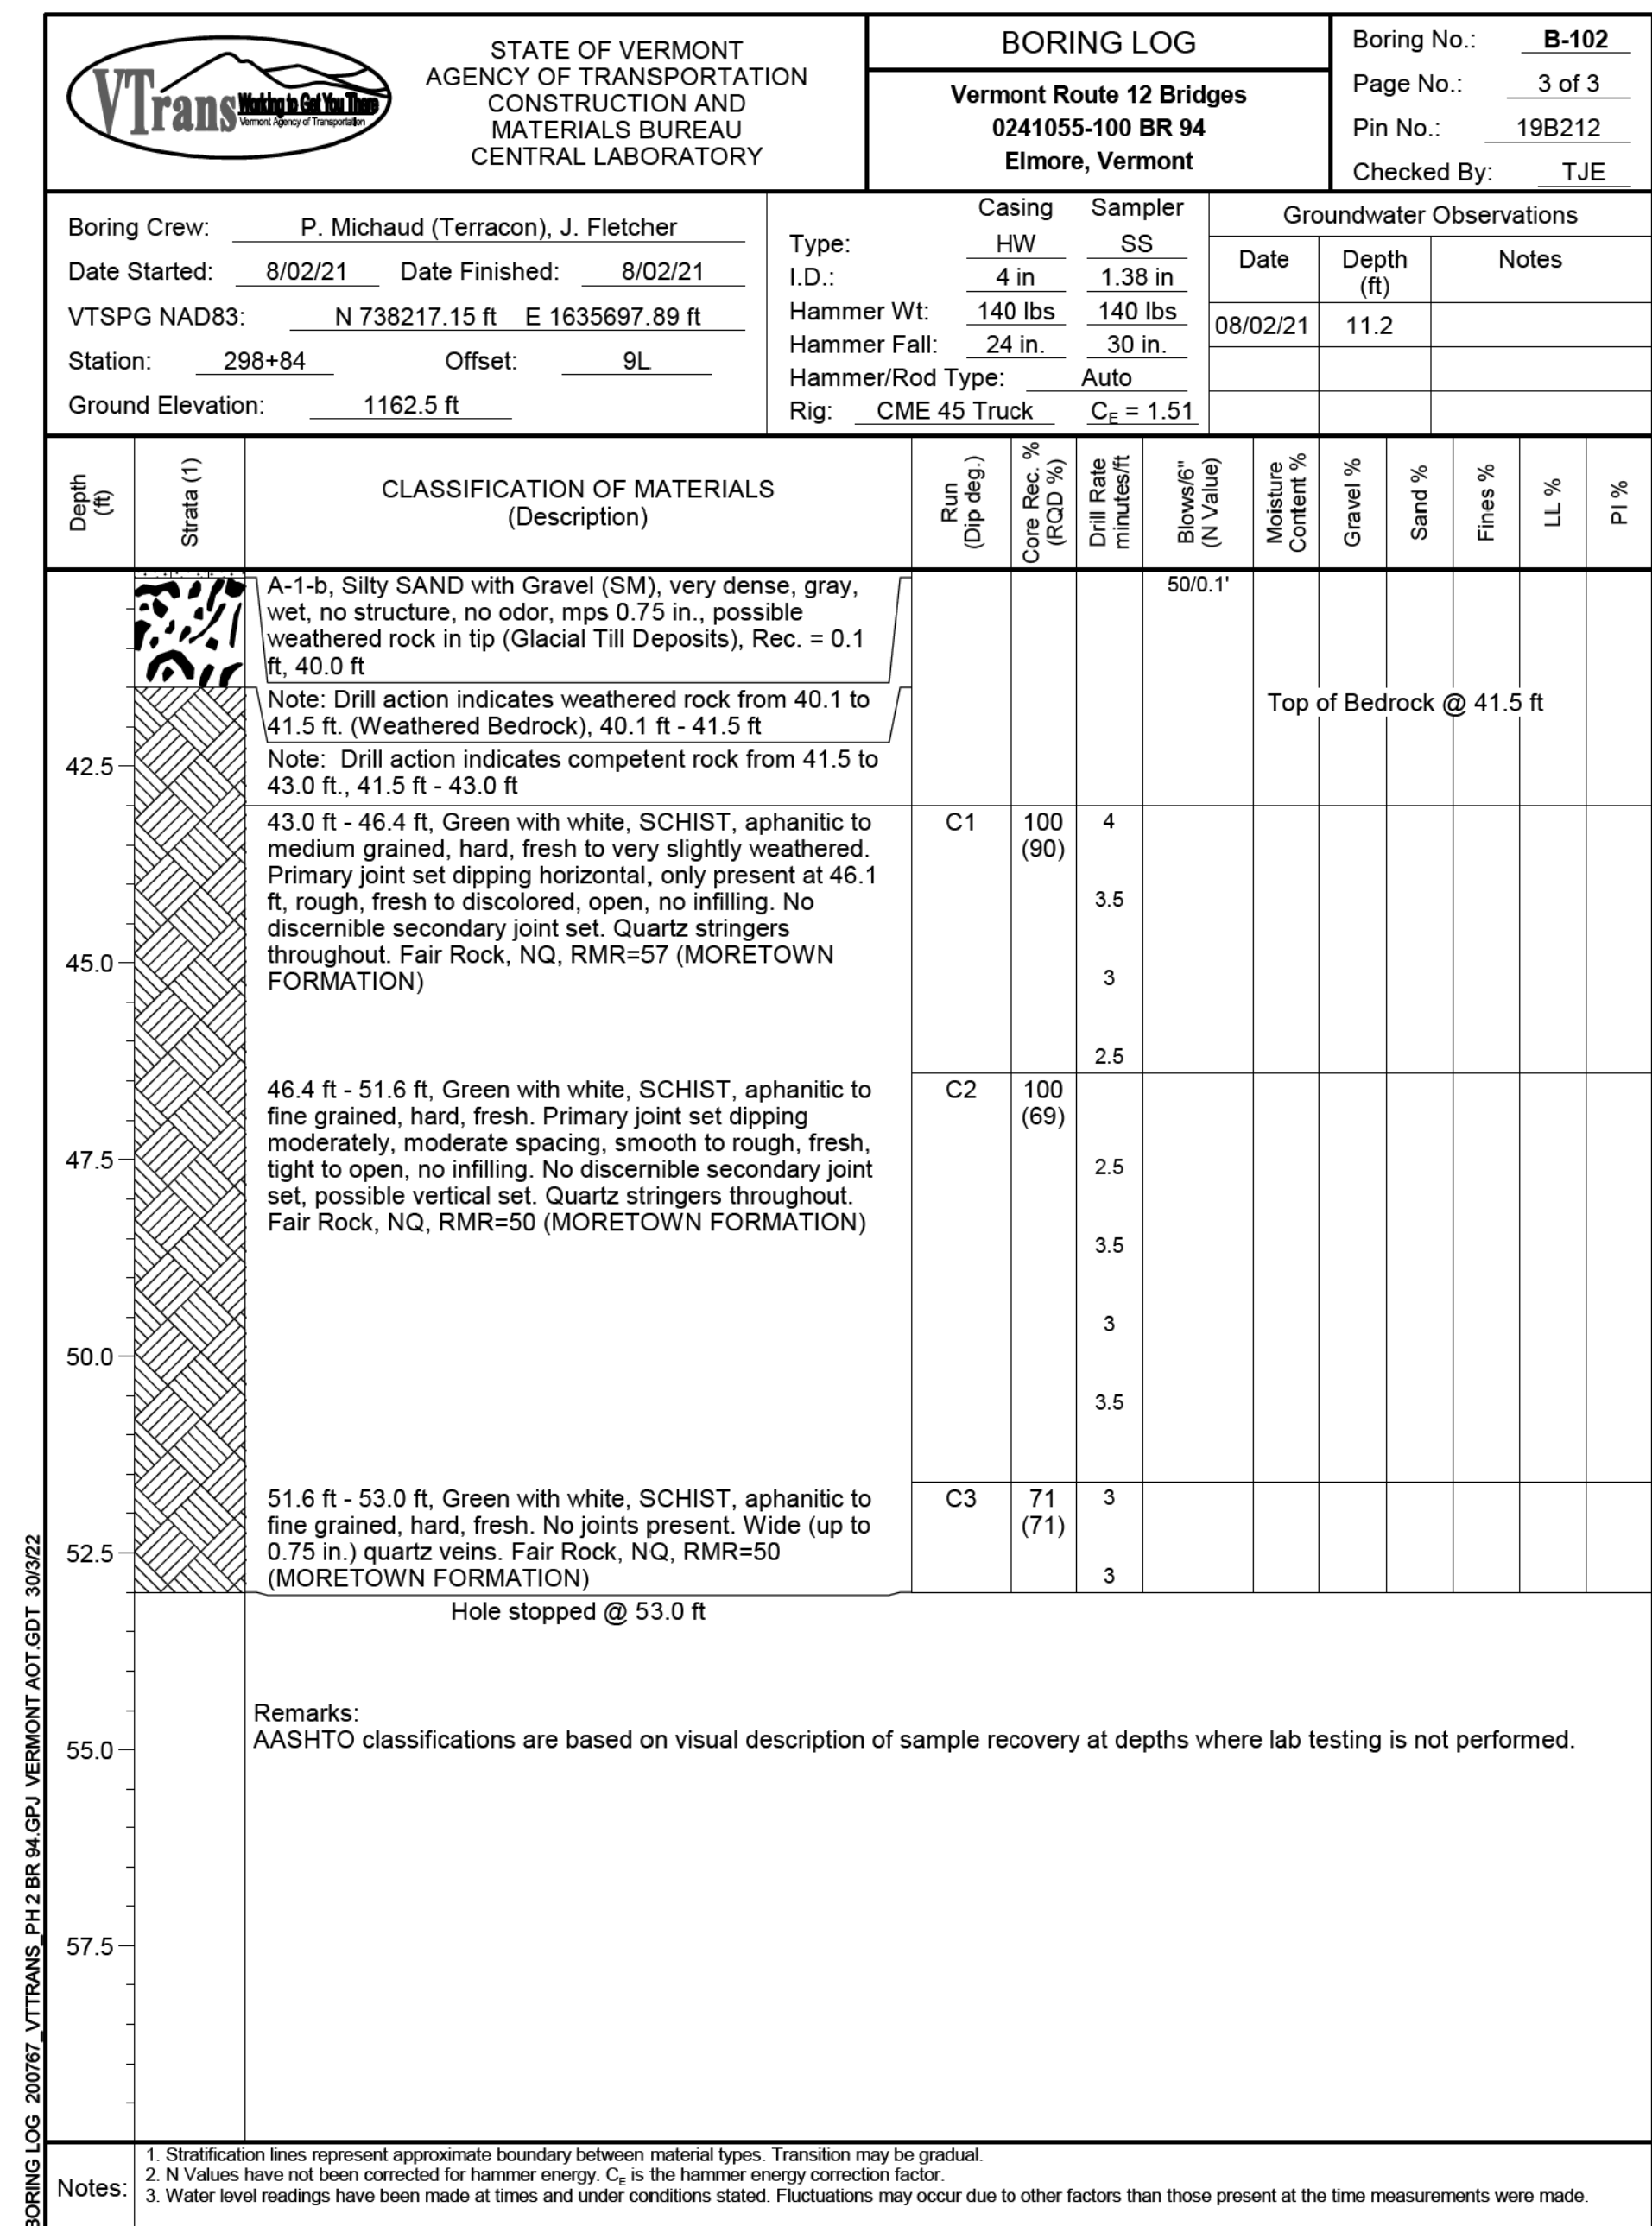 VTrans Working to Get You There
Vermont Agency of Transportation
STATE OF VERMONT
AGENCY OF TRANSPORTATION
CONSTRUCTION AND
MATERIALS BUREAU
CENTRAL LABORATORY
BORING LOG
Vermont Route 12 Bridges
0241055-100 BR 94
Elmore, Vermont
Boring No.: B-102
Page No.: 3 of 3
Pin No.: 19B212
Checked By: TJE
Boring Crew: P. Michaud (Terracon), J. Fletcher
Date Started: 8/02/21 Date Finished: 8/02/21
VTSPG NAD83: N 738217.15 ft E 1635697.89 ft
Station: 298+84 Offset: 9L
Ground Elevation: 1162.5 ft
Casing Sampler
Type: HW SS
I.D.: 4 in 1.38 in
Hammer Wt: 140 lbs 140 lbs
Hammer Fall: 24 in. 30 in.
Hammer/Rod Type: Auto
Rig: CME 45 Truck CE = 1.51
Groundwater Observations
Date Depth (ft) Notes
08/02/21 11.2
Depth (ft)
Strata (1)
CLASSIFICATION OF MATERIALS
(Description)
Run (Dip deg.)
Core Rec. % (RQD %)
Drill Rate minutes/ft
Blows/6" (N Value)
Moisture Content %
Gravel %
Sand %
Fines %
LL %
PI %
A-1-b, Silty SAND with Gravel (SM), very dense, gray, 50/0.1'
wet, no structure, no odor, mps 0.75 in., possible
weathered rock in tip (Glacial Till Deposits), Rec. = 0.1
ft, 40.0 ft
Note: Drill action indicates weathered rock from 40.1 to Top of Bedrock @ 41.5 ft
41.5 ft. (Weathered Bedrock), 40.1 ft - 41.5 ft
42.5 Note: Drill action indicates competent rock from 41.5 to
43.0 ft., 41.5 ft - 43.0 ft
43.0 ft - 46.4 ft, Green with white, SCHIST, aphanitic to C1 100 4
medium grained, hard, fresh to very slightly weathered. (90)
Primary joint set dipping horizontal, only present at 46.1
ft, rough, fresh to discolored, open, no infilling. No 3.5
discernible secondary joint set. Quartz stringers
45.0 throughout. Fair Rock, NQ, RMR=57 (MORETOWN
FORMATION) 3
2.5
46.4 ft - 51.6 ft, Green with white, SCHIST, aphanitic to C2 100
fine grained, hard, fresh. Primary joint set dipping (69)
moderately, moderate spacing, smooth to rough, fresh,
47.5 tight to open, no infilling. No discernible secondary joint 2.5
set, possible vertical set. Quartz stringers throughout.
Fair Rock, NQ, RMR=50 (MORETOWN FORMATION)
3.5
3
50.0
3.5
51.6 ft - 53.0 ft, Green with white, SCHIST, aphanitic to C3 71 3
fine grained, hard, fresh. No joints present. Wide (up to (71)
52.5 0.75 in.) quartz veins. Fair Rock, NQ, RMR=50
(MORETOWN FORMATION) 3
Hole stopped @ 53.0 ft
Remarks:
55.0 AASHTO classifications are based on visual description of sample recovery at depths where lab testing is not performed.
57.5
Notes:
1. Stratification lines represent approximate boundary between material types. Transition may be gradual.
2. N Values have not been corrected for hammer energy. CE is the hammer energy correction factor.
3. Water level readings have been made at times and under conditions stated. Fluctuations may occur due to other factors than those present at the time measurements were made.
BORING LOG 200767_VTTRANS_PH 2 BR 94.GPJ VERMONT AOT.GDT 30/3/22